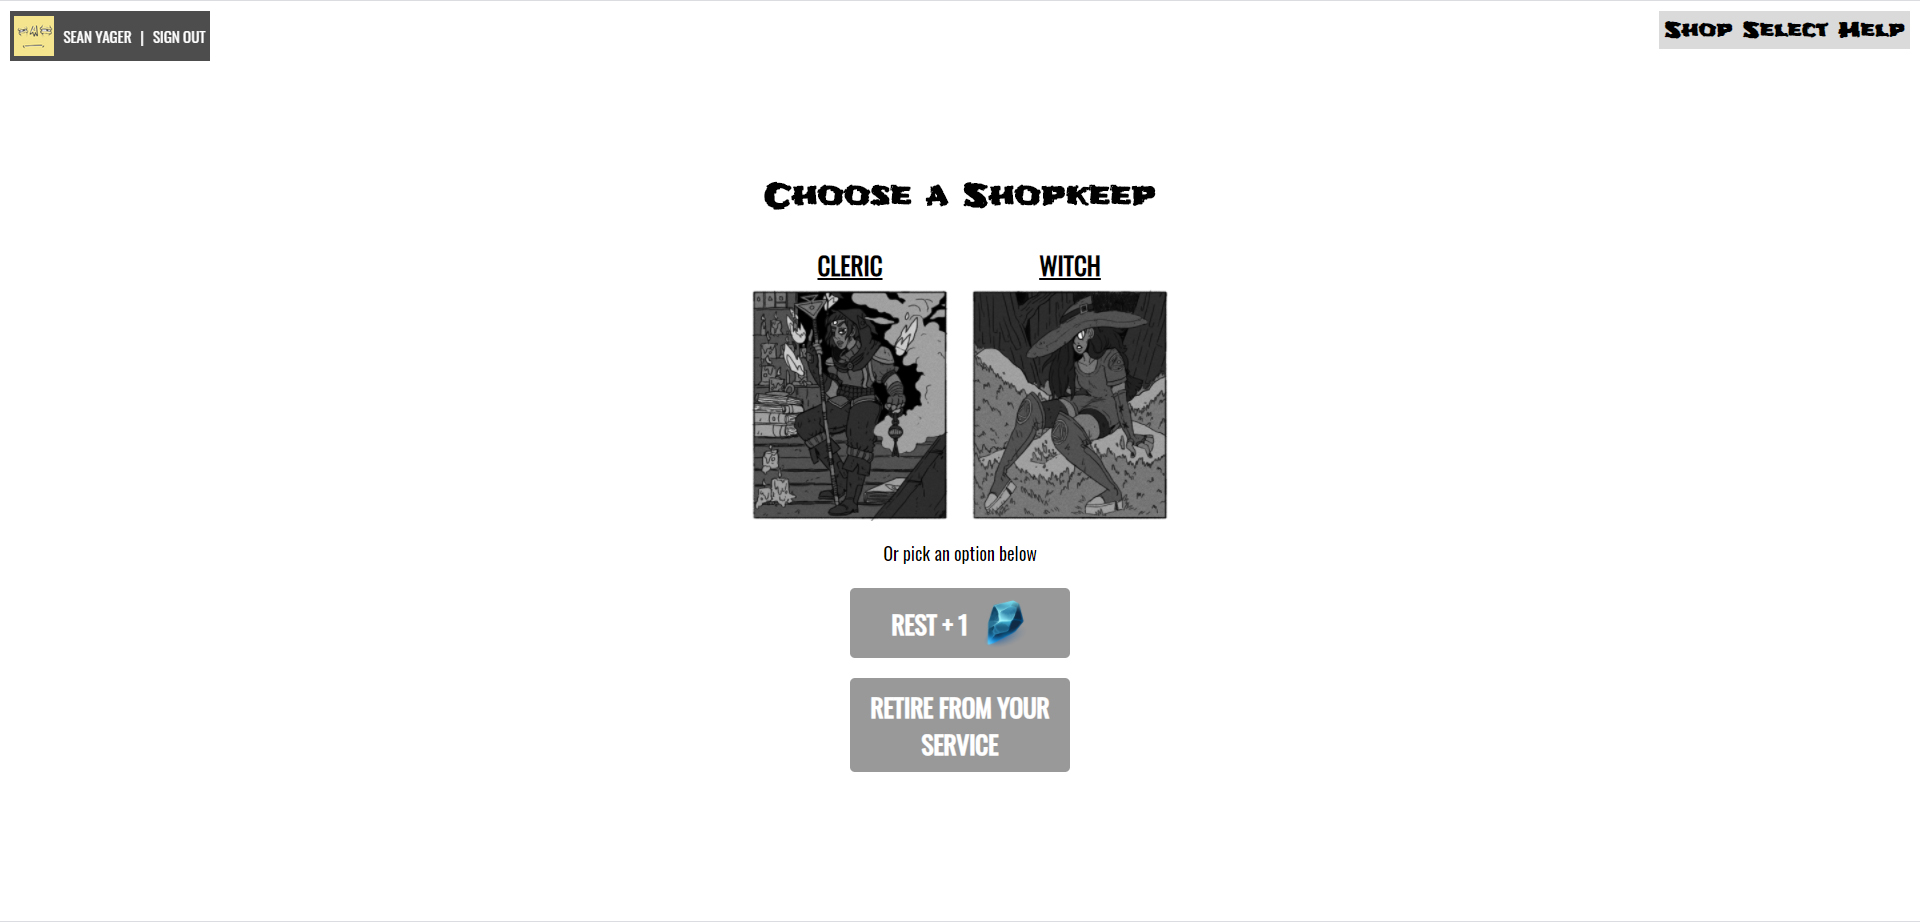 SEAN YAGER | SIGN OUT
Shop Select Help
Choose a Shopkeep
CLERIC
WITCH
Or pick an option below
REST + 1
RETIRE FROM YOUR
SERVICE